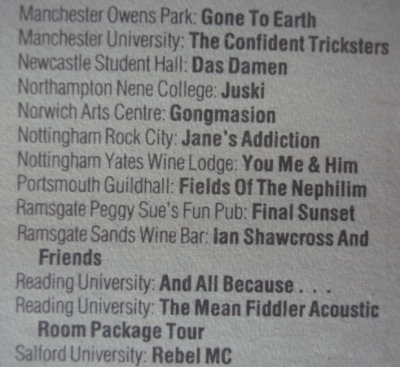 Manchester Owens Park: Gone To Earth
Manchester University: The Confident Tricksters
Newcastle Student Hall: Das Damen
Northampton Nene College: Juski
Norwich Arts Centre: Gongmasion
Nottingham Rock City: Jane's Addiction
Nottingham Yates Wine Lodge: You Me & Him
Portsmouth Guildhall: Fields Of The Nephilim
Ramsgate Peggy Sue's Fun Pub: Final Sunset
Ramsgate Sands Wine Bar: Ian Shawcross And
Friends
Reading University: And All Because . . .
Reading University: The Mean Fiddler Acoustic
Room Package Tour
Salford University: Rebel MC